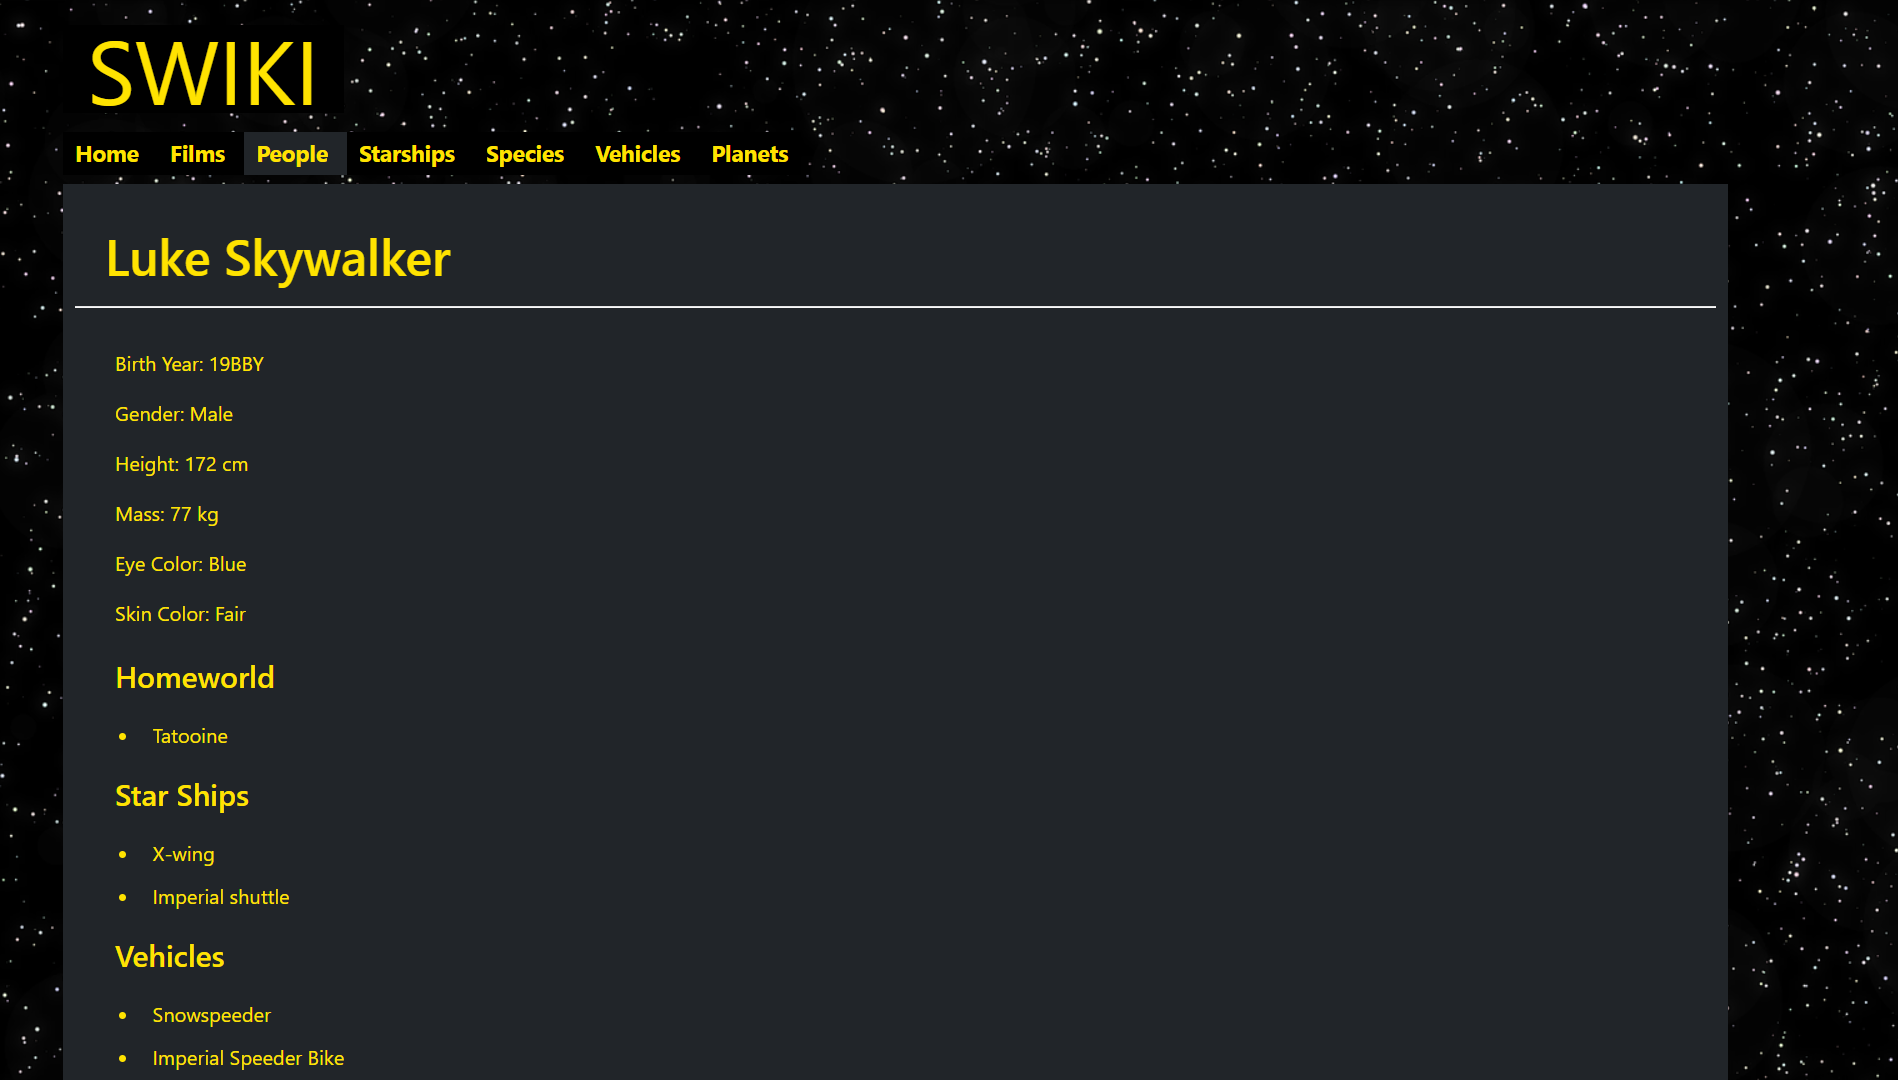 SWIKI
Home Films People Starships Species Vehicles Planets
Luke Skywalker
Birth Year: 19BBY
Gender: Male
Height: 172 cm
Mass: 77 kg
Eye Color: Blue
Skin Color: Fair
Homeworld
• Tatooine
Star Ships
• X-wing
• Imperial shuttle
Vehicles
• Snowspeeder
• Imperial Speeder Bike